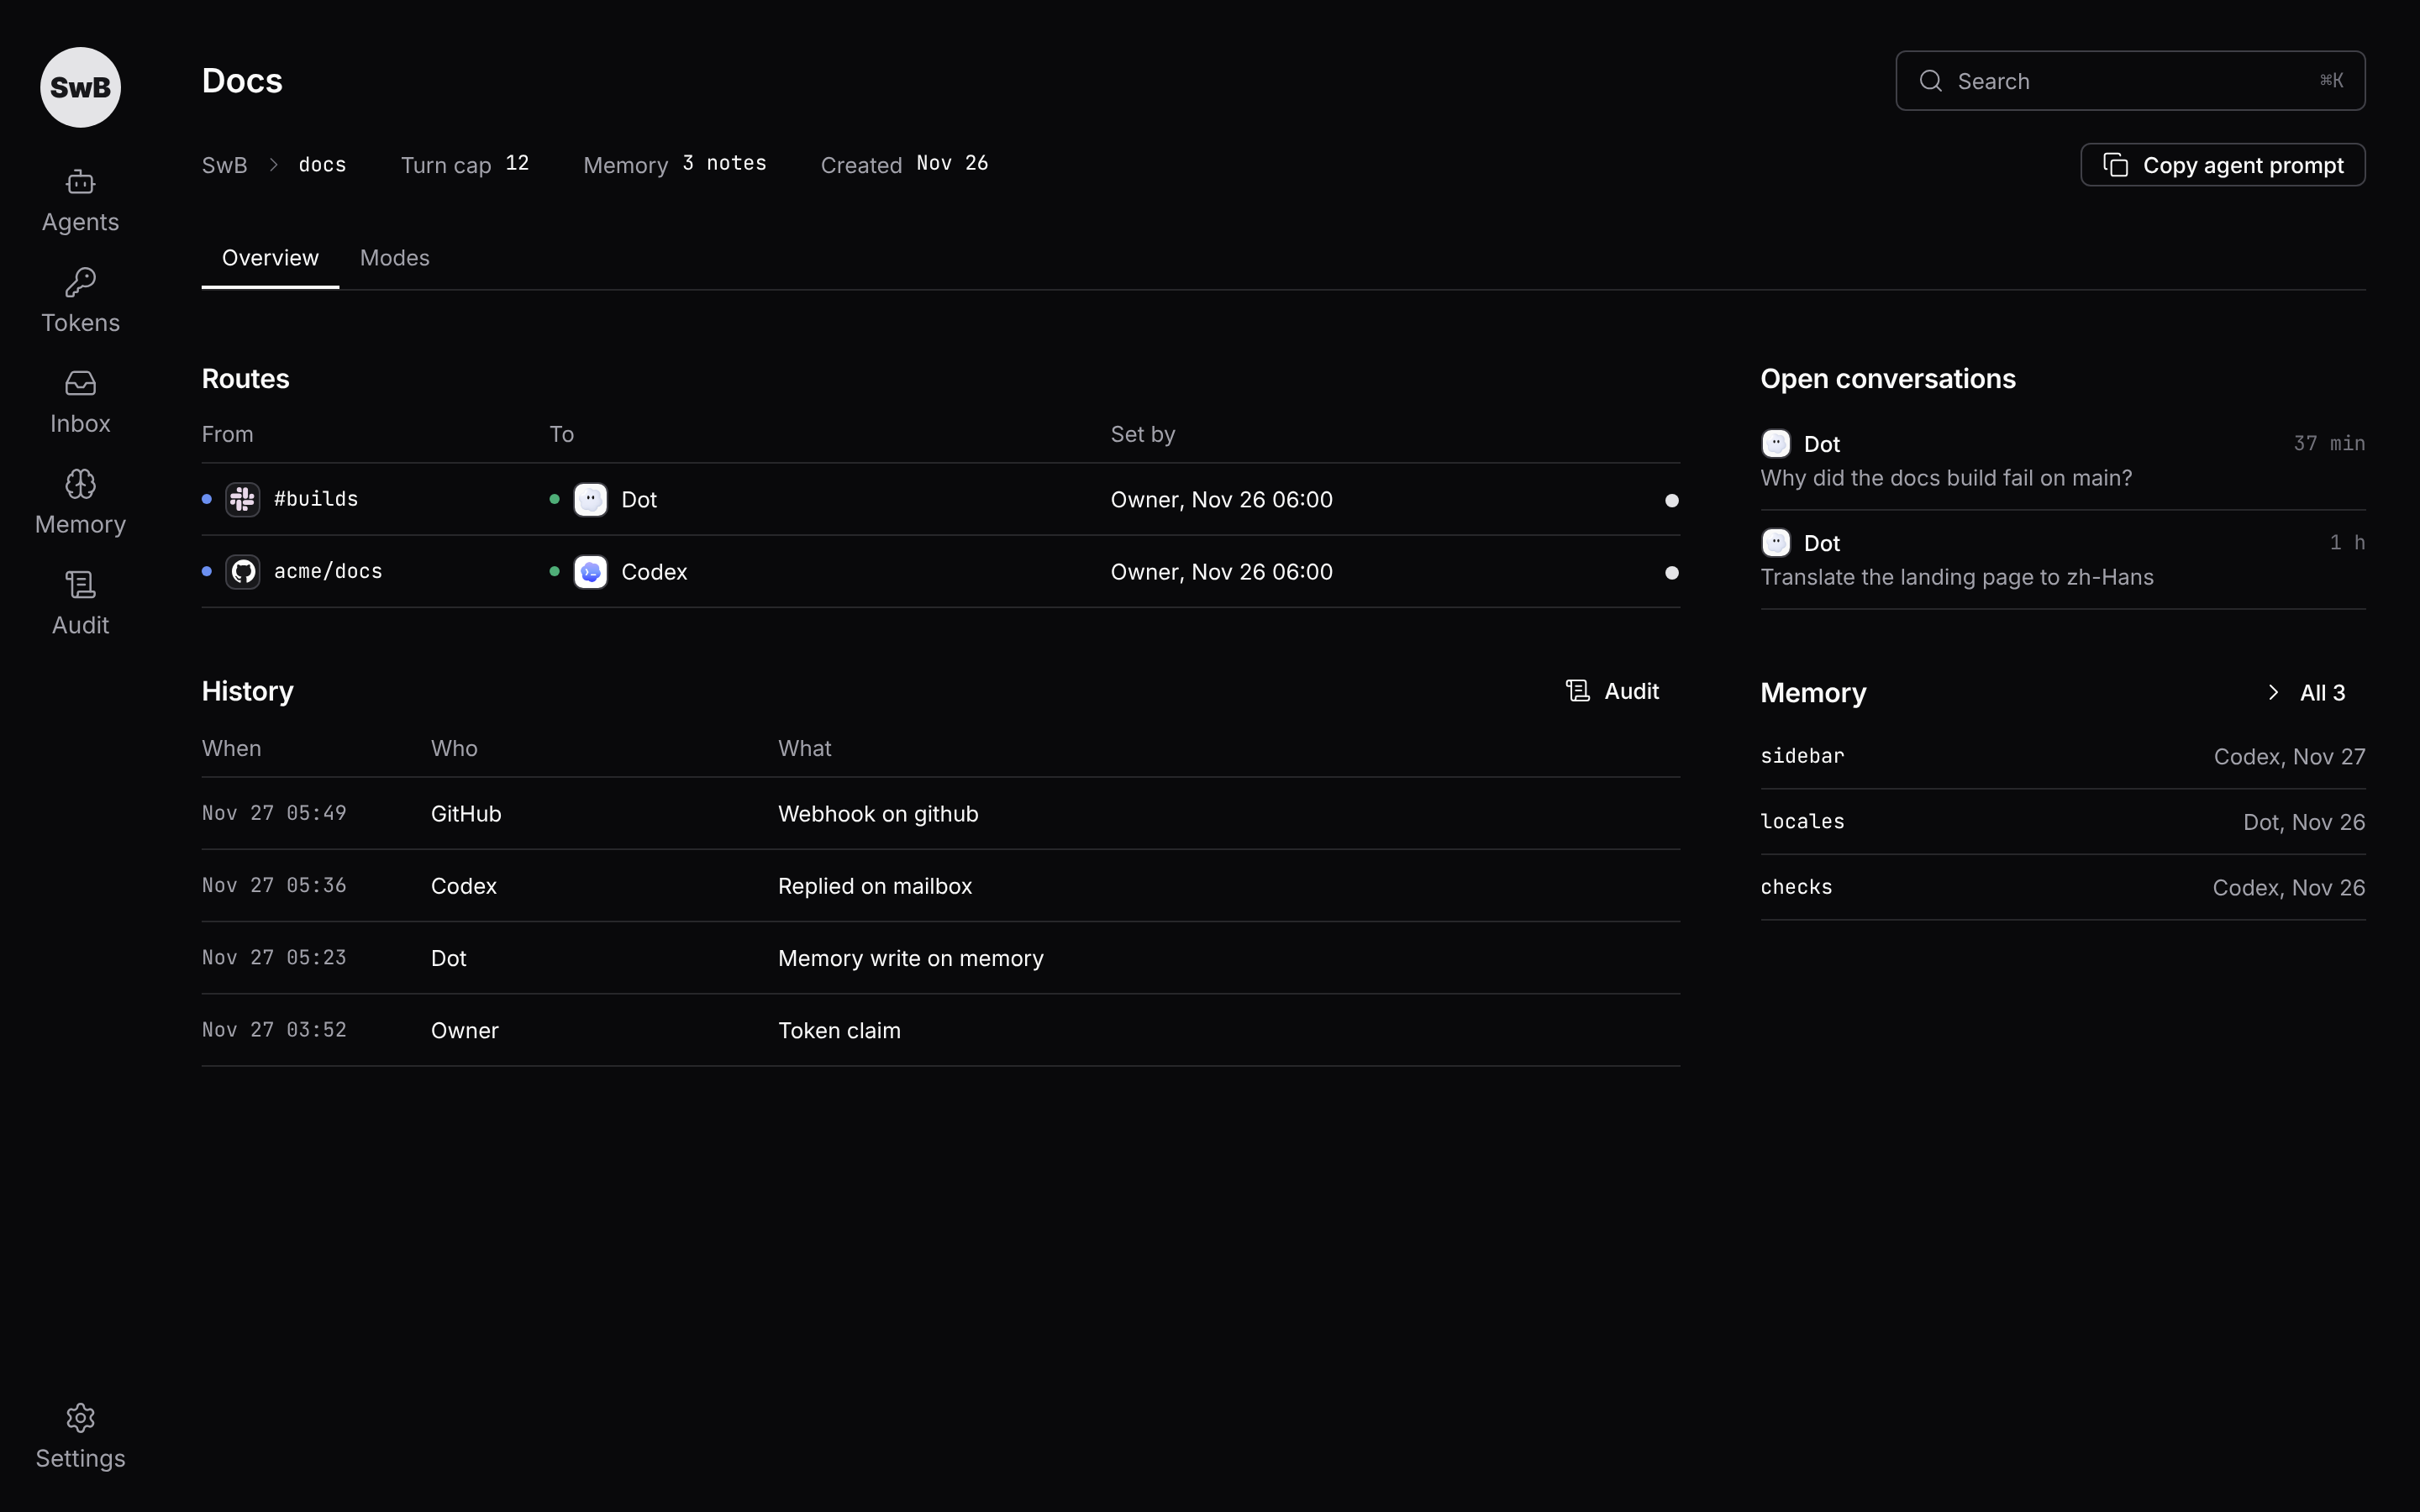 SwB
Agents
Tokens
Inbox
Memory
Audit
Settings
Docs
Search ⌘K
SwB > docs Turn cap 12 Memory 3 notes Created Nov 26
Copy agent prompt
Overview Modes
Routes
From To Set by
#builds Dot Owner, Nov 26 06:00
acme/docs Codex Owner, Nov 26 06:00
History Audit
When Who What
Nov 27 05:49 GitHub Webhook on github
Nov 27 05:36 Codex Replied on mailbox
Nov 27 05:23 Dot Memory write on memory
Nov 27 03:52 Owner Token claim
Open conversations
Dot 37 min
Why did the docs build fail on main?
Dot 1 h
Translate the landing page to zh-Hans
Memory All 3
sidebar Codex, Nov 27
locales Dot, Nov 26
checks Codex, Nov 26